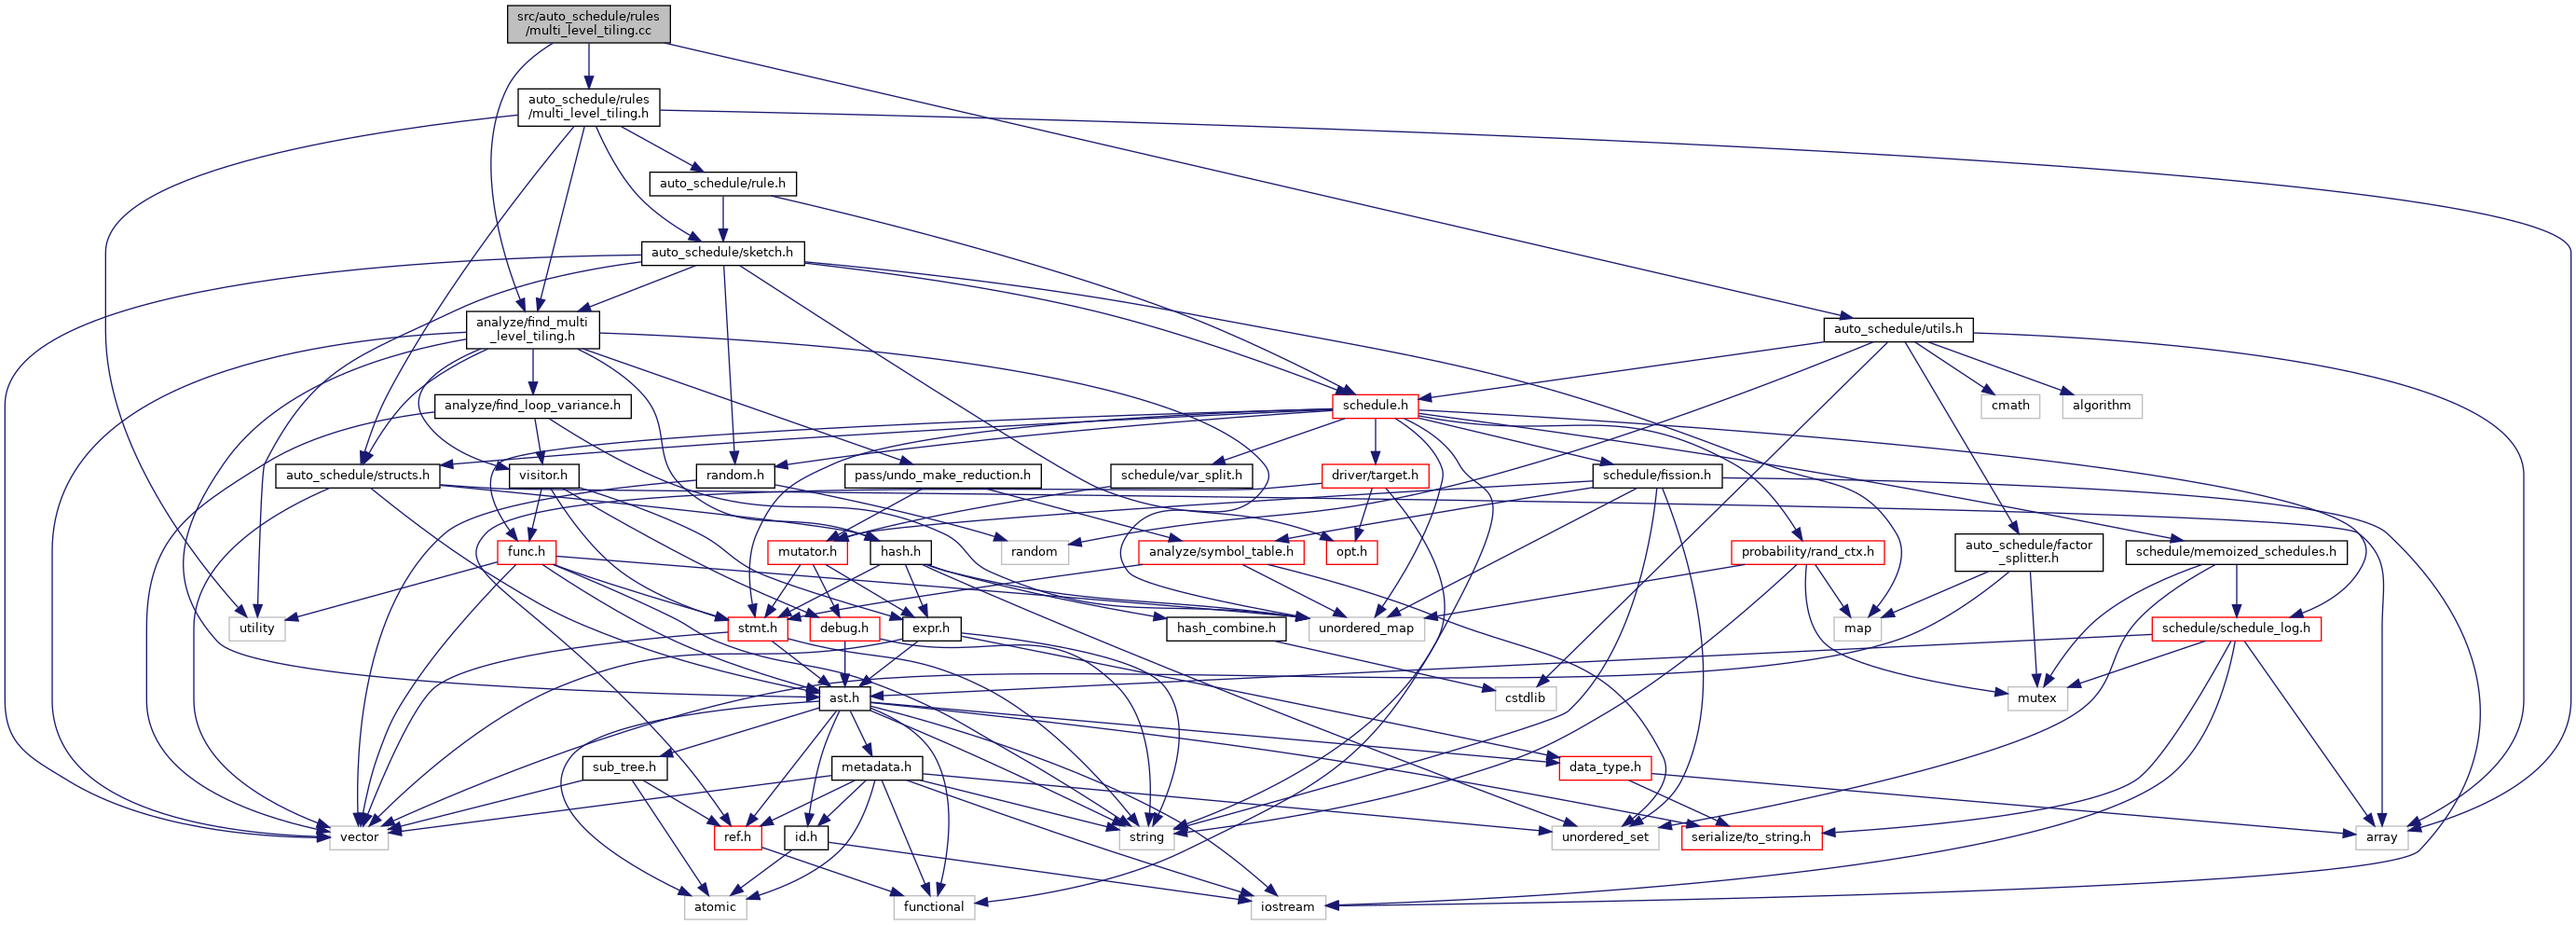 src/auto_schedule/rules
/multi_level_tiling.cc
auto_schedule/rules
/multi_level_tiling.h
auto_schedule/rule.h
auto_schedule/sketch.h
analyze/find_multi
_level_tiling.h
auto_schedule/utils.h
analyze/find_loop_variance.h
schedule.h
cmath
algorithm
auto_schedule/structs.h
visitor.h
random.h
pass/undo_make_reduction.h
schedule/var_split.h
driver/target.h
schedule/fission.h
func.h
mutator.h
hash.h
random
analyze/symbol_table.h
opt.h
probability/rand_ctx.h
auto_schedule/factor
_splitter.h
schedule/memoized_schedules.h
utility
stmt.h
debug.h
expr.h
hash_combine.h
unordered_map
map
schedule/schedule_log.h
ast.h
cstdlib
mutex
sub_tree.h
metadata.h
data_type.h
vector
ref.h
id.h
string
unordered_set
serialize/to_string.h
array
atomic
functional
iostream